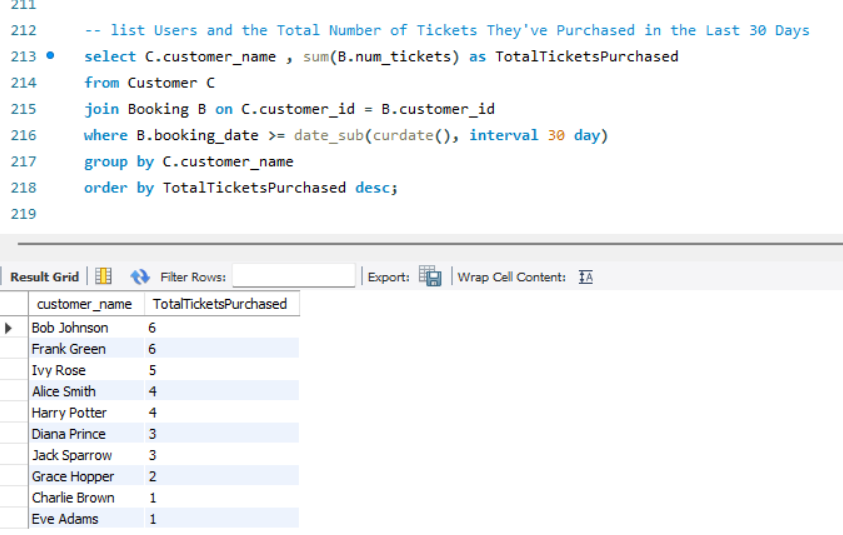 211
212 -- list Users and the Total Number of Tickets They've Purchased in the Last 30 Days
213 select C.customer_name , sum(B.num_tickets) as TotalTicketsPurchased
214 from Customer C
215 join Booking B on C.customer_id = B.customer_id
216 where B.booking_date >= date_sub(curdate(), interval 30 day)
217 group by C.customer_name
218 order by TotalTicketsPurchased desc;
219
Result Grid Filter Rows: Export: Wrap Cell Content: IA
customer_name TotalTicketsPurchased
Bob Johnson 6
Frank Green 6
Ivy Rose 5
Alice Smith 4
Harry Potter 4
Diana Prince 3
Jack Sparrow 3
Grace Hopper 2
Charlie Brown 1
Eve Adams 1